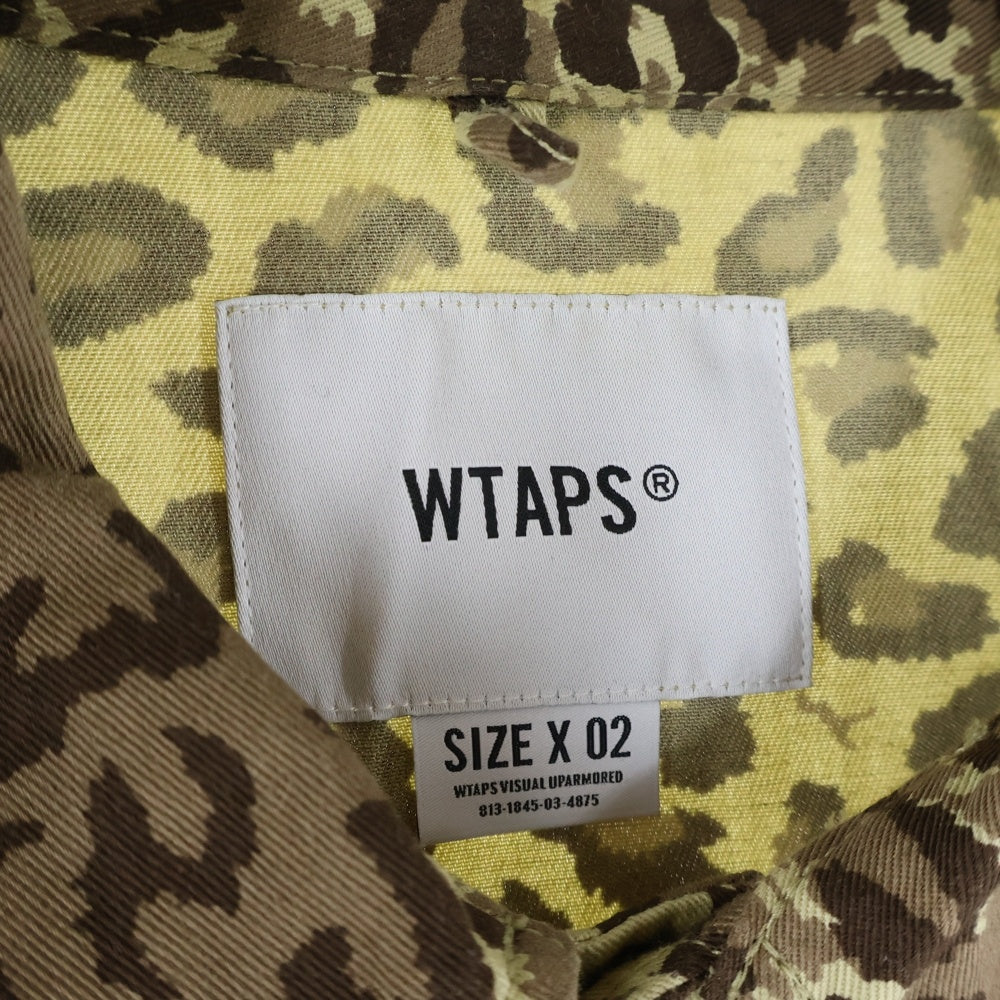 WTAPS®
SIZE X 02
WTAPS VISUAL UPARMORED
813-1845-03-4875